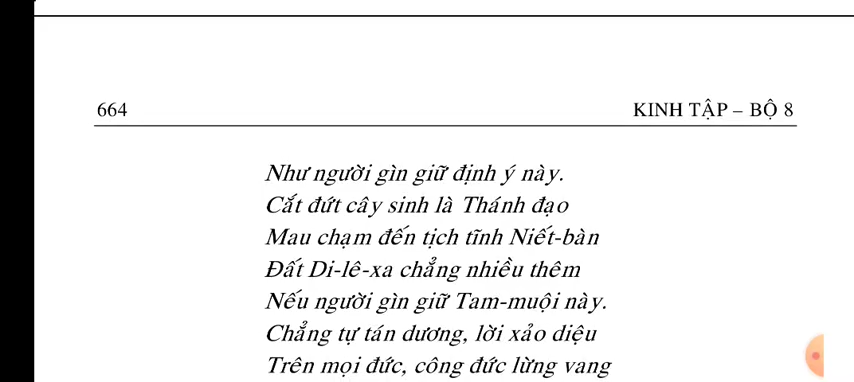 664 KINH TẬP – BỘ 8
Như người gìn giữ định ý này.
Cắt đứt cây sinh là Thánh đạo
Mau chạm đến tịch tĩnh Niết-bàn
Đất Di-lê-xa chẳng nhiều thêm
Nếu người gìn giữ Tam-muội này.
Chẳng tự tán dương, lời xảo diệu
Trên mọi đức, công đức lừng vang